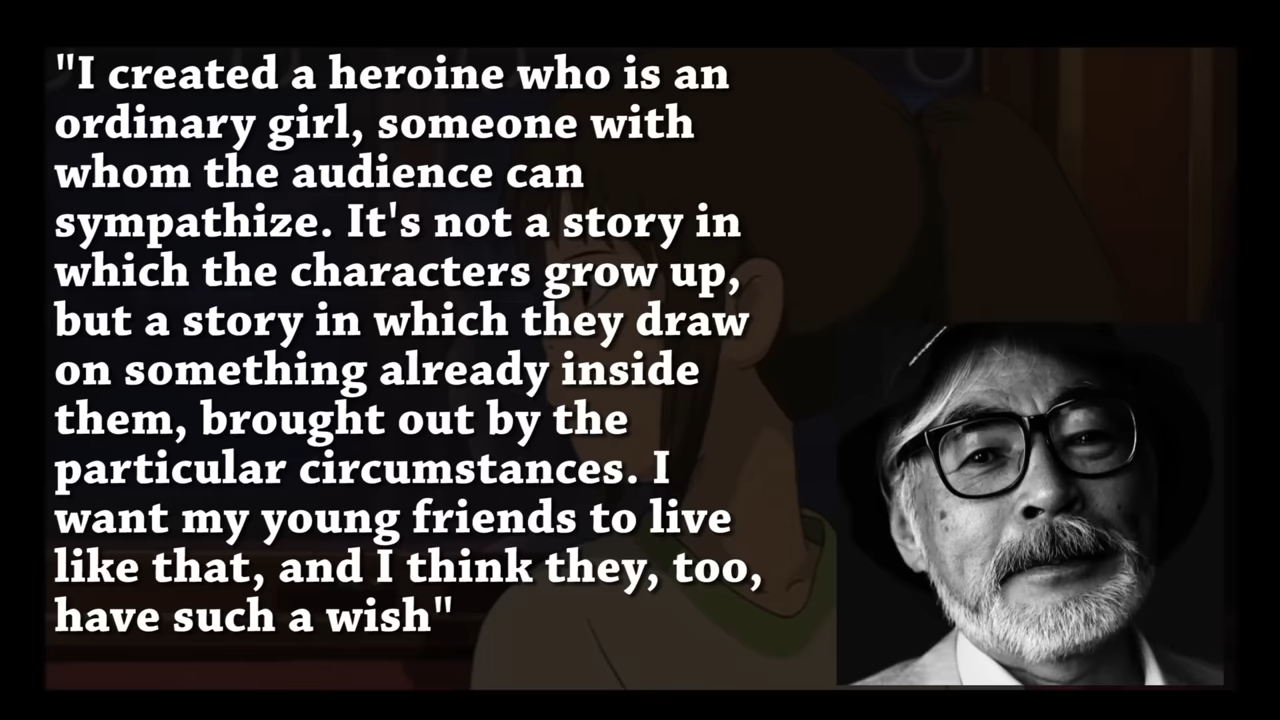 "I created a heroine who is an
ordinary girl, someone with
whom the audience can
sympathize. It's not a story in
which the characters grow up,
but a story in which they draw
on something already inside
them, brought out by the
particular circumstances. I
want my young friends to live
like that, and I think they, too,
have such a wish"